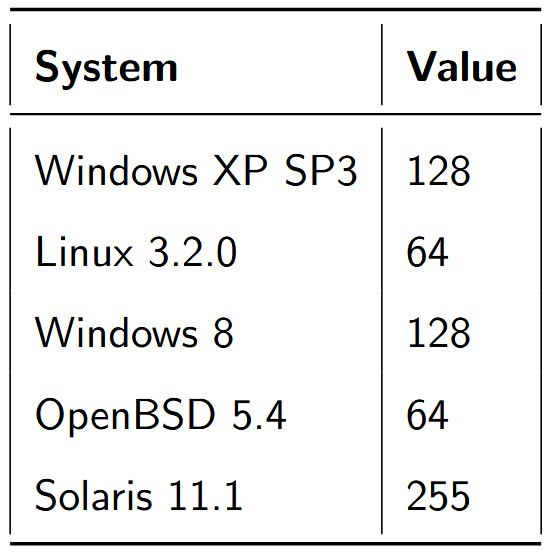 System Value
Windows XP SP3 128
Linux 3.2.0 64
Windows 8 128
OpenBSD 5.4 64
Solaris 11.1 255